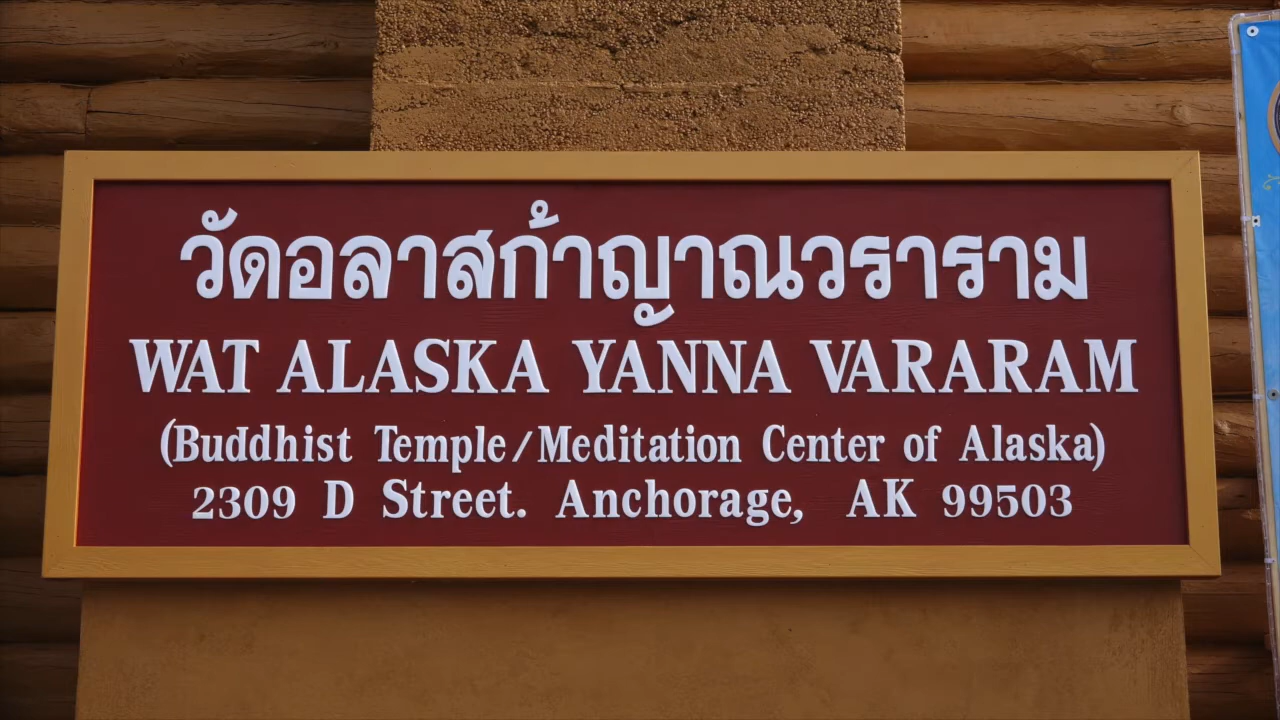 วัดอลาสก้าญาณวราราม
WAT ALASKA YANNA VARARAM
(Buddhist Temple/Meditation Center of Alaska)
2309 D Street. Anchorage, AK 99503